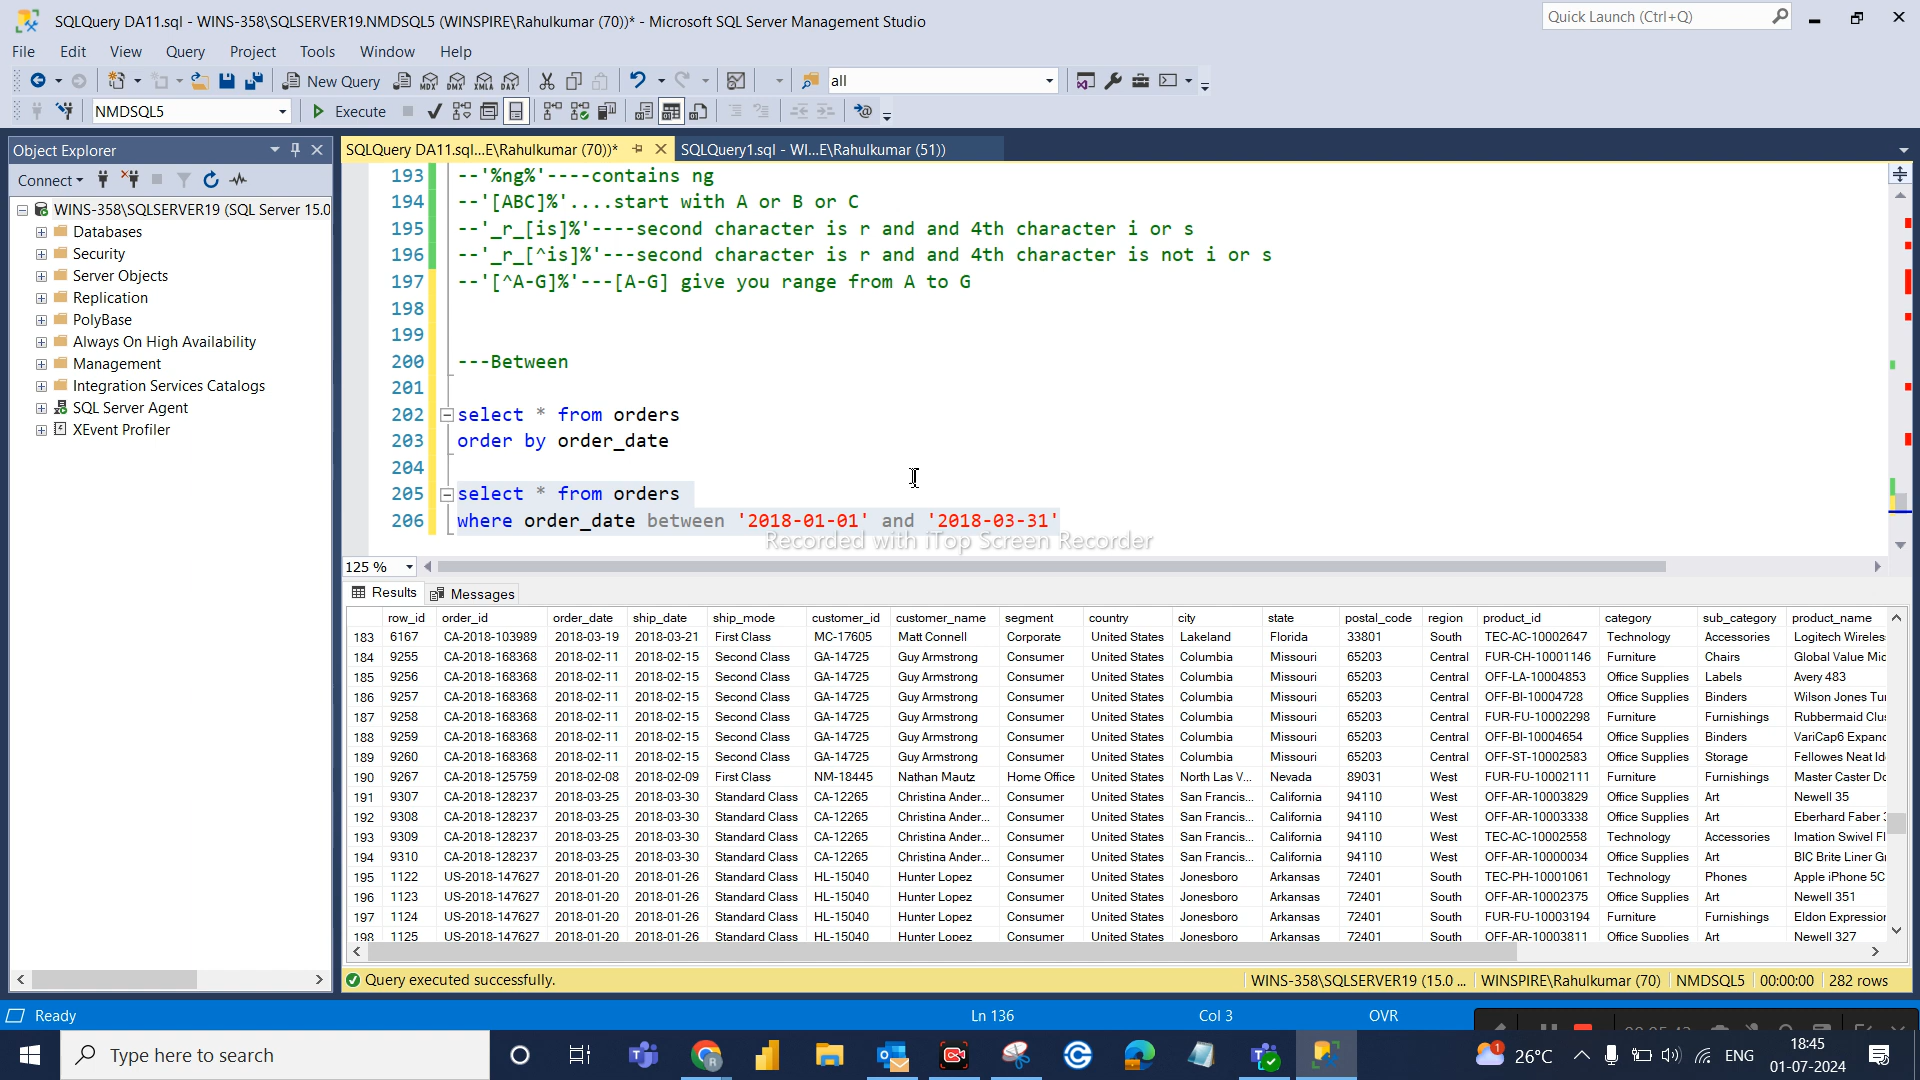 SQLQuery DA11.sql - WINS-358\SQLSERVER19.NMDSQL5 (WINSPIRE\Rahulkumar (70))* - Microsoft SQL Server Management Studio
Quick Launch (Ctrl+Q)
File Edit View Query Project Tools Window Help
New Query MDX DMX XMLA DAX all
NMDSQL5 Execute
Object Explorer
SQLQuery DA11.sql...E\Rahulkumar (70))* SQLQuery1.sql - WI...E\Rahulkumar (51))
Connect
WINS-358\SQLSERVER19 (SQL Server 15.0
Databases
Security
Server Objects
Replication
PolyBase
Always On High Availability
Management
Integration Services Catalogs
SQL Server Agent
XEvent Profiler
193 --'%ng%'----contains ng
194 --'[ABC]%'....start with A or B or C
195 --'_r_[is]%'----second character is r and and 4th character i or s
196 --'_r_[^is]%'---second character is r and and 4th character is not i or s
197 --'[^A-G]%'---[A-G] give you range from A to G
198
199
200 ---Between
201
202 select * from orders
203 order by order_date
204
205 select * from orders
206 where order_date between '2018-01-01' and '2018-03-31'
Recorded with iTop Screen Recorder
125 %
Results Messages
row_id order_id order_date ship_date ship_mode customer_id customer_name segment country city state postal_code region product_id category sub_category product_name
183 6167 CA-2018-103989 2018-03-19 2018-03-21 First Class MC-17605 Matt Connell Corporate United States Lakeland Florida 33801 South TEC-AC-10002647 Technology Accessories Logitech Wireles
184 9255 CA-2018-168368 2018-02-11 2018-02-15 Second Class GA-14725 Guy Armstrong Consumer United States Columbia Missouri 65203 Central FUR-CH-10001146 Furniture Chairs Global Value Mic
185 9256 CA-2018-168368 2018-02-11 2018-02-15 Second Class GA-14725 Guy Armstrong Consumer United States Columbia Missouri 65203 Central OFF-LA-10004853 Office Supplies Labels Avery 483
186 9257 CA-2018-168368 2018-02-11 2018-02-15 Second Class GA-14725 Guy Armstrong Consumer United States Columbia Missouri 65203 Central OFF-BI-10004728 Office Supplies Binders Wilson Jones Tu
187 9258 CA-2018-168368 2018-02-11 2018-02-15 Second Class GA-14725 Guy Armstrong Consumer United States Columbia Missouri 65203 Central FUR-FU-10002298 Furniture Furnishings Rubbermaid Clu
188 9259 CA-2018-168368 2018-02-11 2018-02-15 Second Class GA-14725 Guy Armstrong Consumer United States Columbia Missouri 65203 Central OFF-BI-10004654 Office Supplies Binders VariCap6 Expan
189 9260 CA-2018-168368 2018-02-11 2018-02-15 Second Class GA-14725 Guy Armstrong Consumer United States Columbia Missouri 65203 Central OFF-ST-10002583 Office Supplies Storage Fellowes Neat Id
190 9267 CA-2018-125759 2018-02-08 2018-02-09 First Class NM-18445 Nathan Mautz Home Office United States North Las V... Nevada 89031 West FUR-FU-10002111 Furniture Furnishings Master Caster Do
191 9307 CA-2018-128237 2018-03-25 2018-03-30 Standard Class CA-12265 Christina Ander... Consumer United States San Francis... California 94110 West OFF-AR-10003829 Office Supplies Art Newell 35
192 9308 CA-2018-128237 2018-03-25 2018-03-30 Standard Class CA-12265 Christina Ander... Consumer United States San Francis... California 94110 West OFF-AR-10003338 Office Supplies Art Eberhard Faber
193 9309 CA-2018-128237 2018-03-25 2018-03-30 Standard Class CA-12265 Christina Ander... Consumer United States San Francis... California 94110 West TEC-AC-10002558 Technology Accessories Imation Swivel Fl
194 9310 CA-2018-128237 2018-03-25 2018-03-30 Standard Class CA-12265 Christina Ander... Consumer United States San Francis... California 94110 West OFF-AR-10000034 Office Supplies Art BIC Brite Liner G
195 1122 US-2018-147627 2018-01-20 2018-01-26 Standard Class HL-15040 Hunter Lopez Consumer United States Jonesboro Arkansas 72401 South TEC-PH-10001061 Technology Phones Apple iPhone 5C
196 1123 US-2018-147627 2018-01-20 2018-01-26 Standard Class HL-15040 Hunter Lopez Consumer United States Jonesboro Arkansas 72401 South OFF-AR-10002375 Office Supplies Art Newell 351
197 1124 US-2018-147627 2018-01-20 2018-01-26 Standard Class HL-15040 Hunter Lopez Consumer United States Jonesboro Arkansas 72401 South FUR-FU-10003194 Furniture Furnishings Eldon Expression
198 1125 US-2018-147627 2018-01-20 2018-01-26 Standard Class HL-15040 Hunter Lopez Consumer United States Jonesboro Arkansas 72401 South OFF-AR-10003811 Office Supplies Art Newell 327
Query executed successfully. WINS-358\SQLSERVER19 (15.0 ... WINSPIRE\Rahulkumar (70) NMDSQL5 00:00:00 282 rows
Ready Ln 136 Col 3 OVR
Type here to search 26°C ENG 18:45
01-07-2024